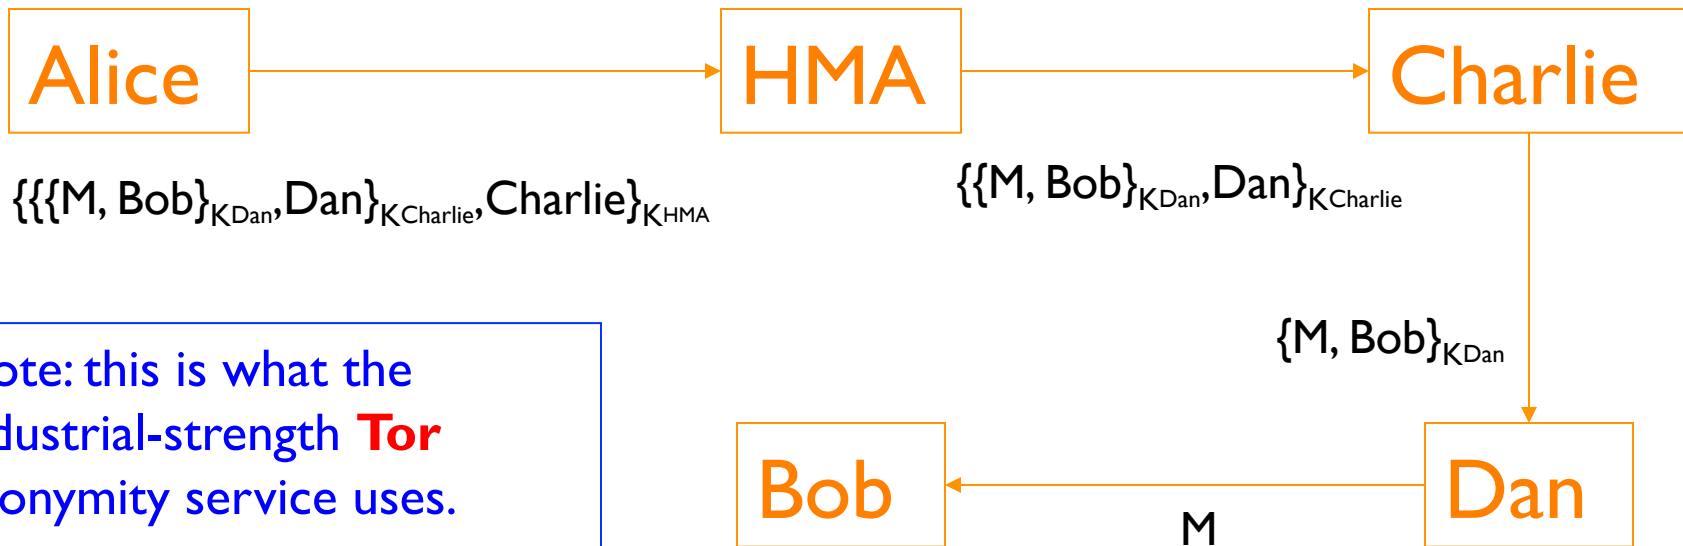 Alice
HMA
Charlie
{{{M, Bob}KDan,Dan}KCharlie,Charlie}KHMA
{{M, Bob}KDan,Dan}KCharlie
{M, Bob}KDan
ote: this is what the
dustrial-strength Tor
onymity service uses.
Bob
M
Dan